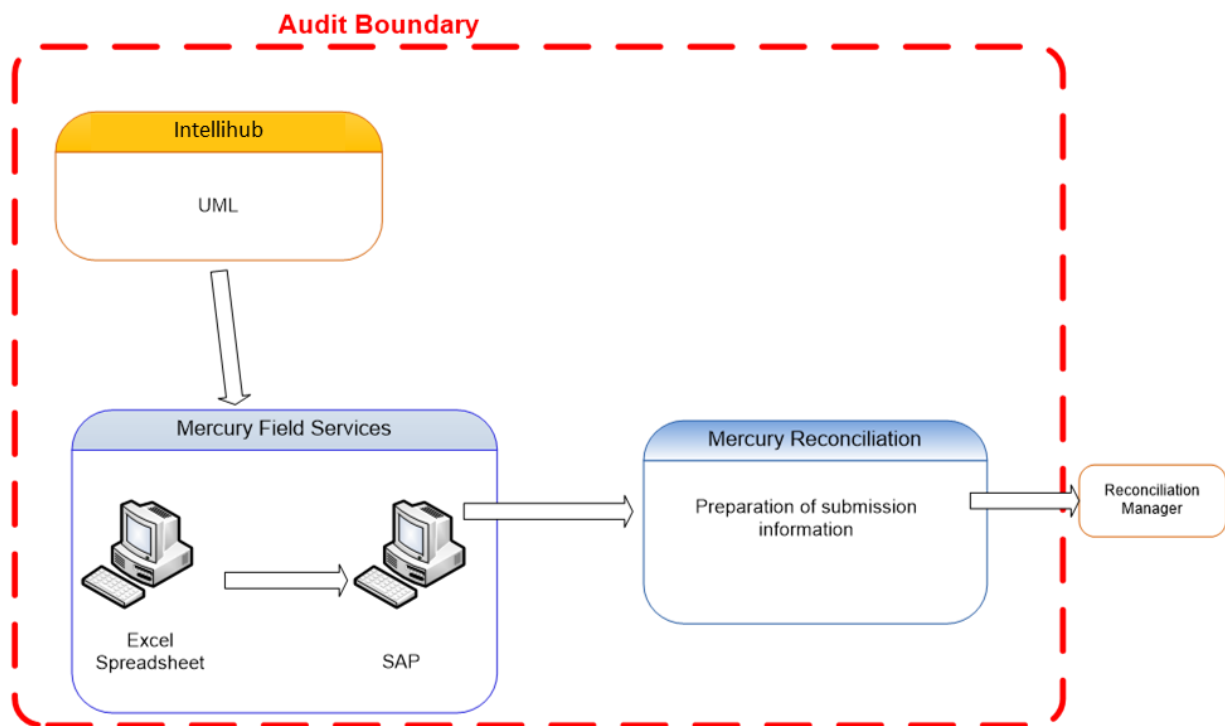 Audit Boundary
Intellihub
UML
Mercury Field Services
Excel
Spreadsheet
SAP
Mercury Reconciliation
Preparation of submission
information
Reconciliation
Manager